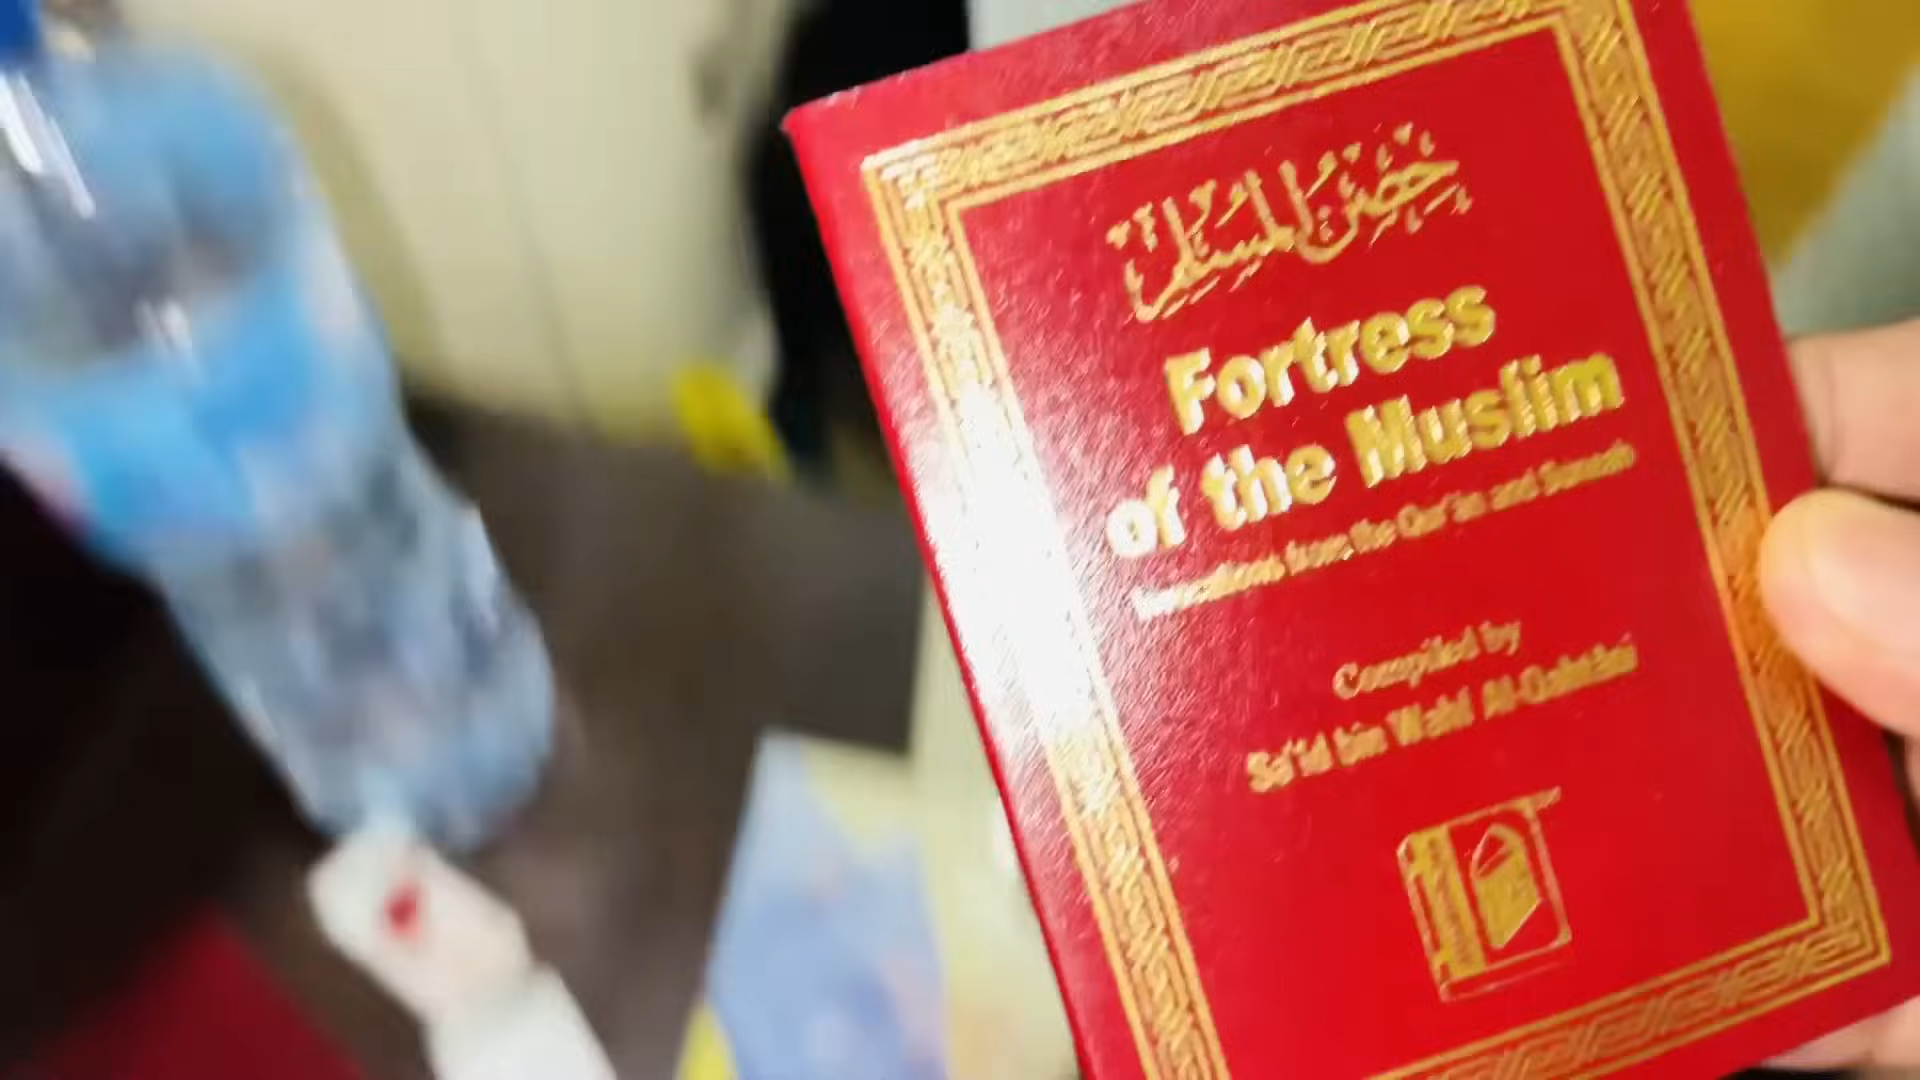 حصن المسلم
Fortress
of the Muslim
Invocations from the Qur'an and Sunnah
Compiled by
Sa'id bin Wahf Al-Qahtani